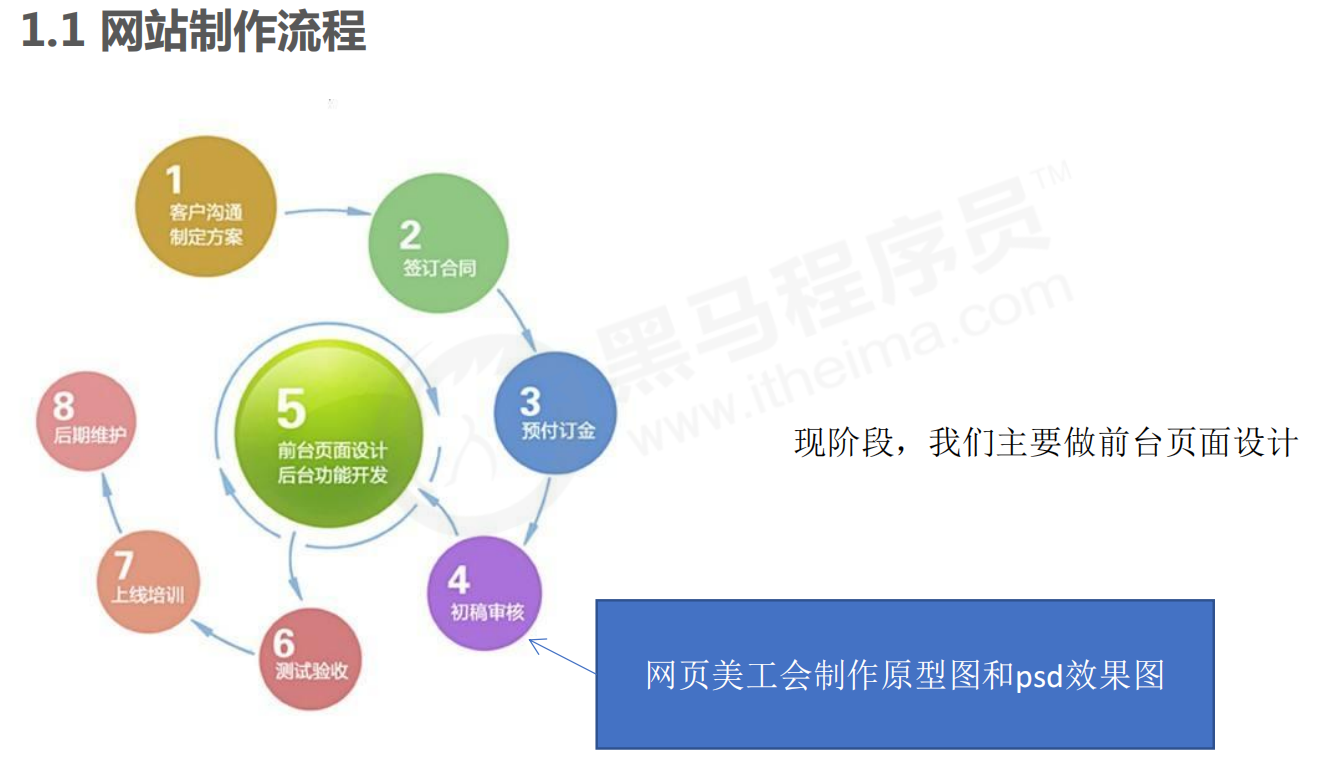 1.1 网站制作流程
1
客户沟通
制定方案
2
签订合同
3
预付订金
4
初稿审核
5
前台页面设计
后台功能开发
6
测试验收
7
上线培训
8
后期维护
现阶段，我们主要做前台页面设计
网页美工会制作原型图和psd效果图
黑马程序员™
www.itheima.com